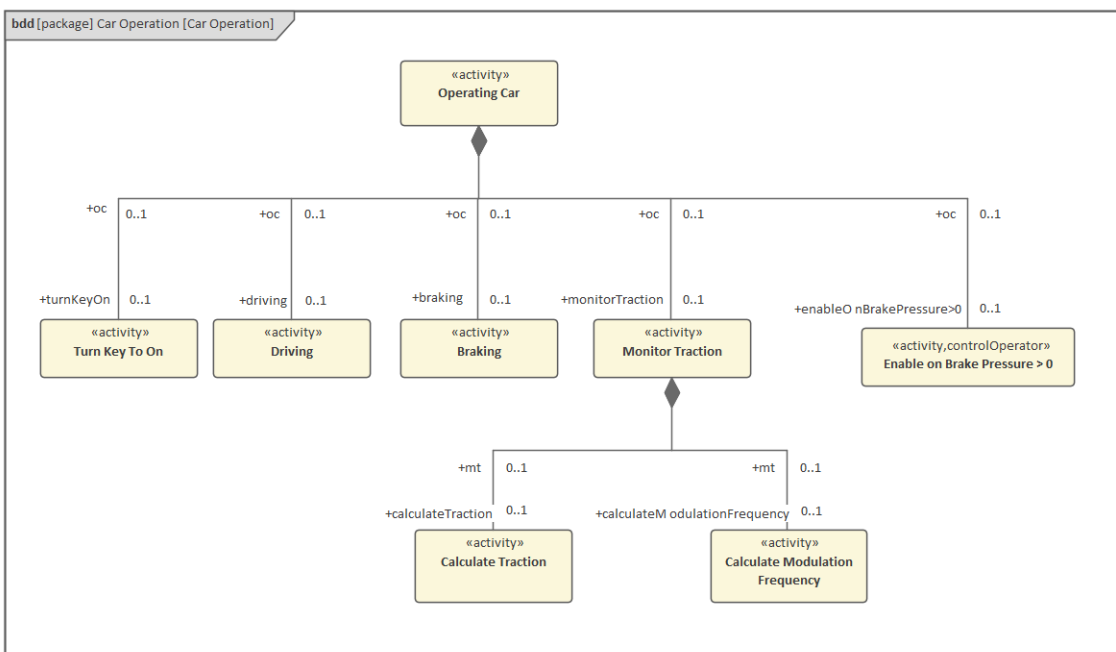 bdd [package] Car Operation [Car Operation]
«activity»
Operating Car
+oc 0..1 +oc 0..1 +oc 0..1 +oc 0..1 +oc 0..1
+turnKeyOn 0..1 +driving 0..1 +braking 0..1 +monitorTraction 0..1 +enableO nBrakePressure>0 0..1
«activity» «activity» «activity» «activity» «activity,controlOperator»
Turn Key To On Driving Braking Monitor Traction Enable on Brake Pressure > 0
+mt 0..1 +mt 0..1
+calculateTraction 0..1 +calculateM odulationFrequency 0..1
«activity» «activity»
Calculate Traction Calculate Modulation
Frequency